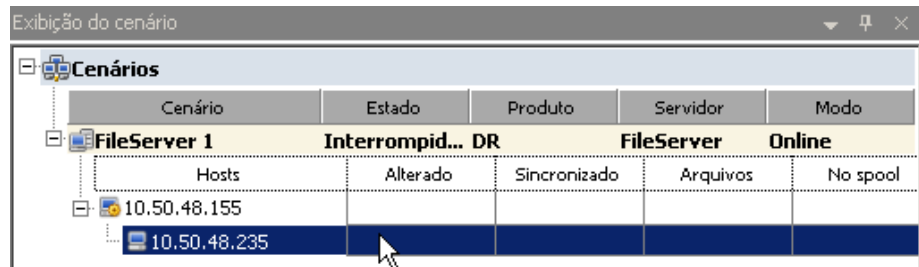 Exibição do cenário
Cenários
Cenário Estado Produto Servidor Modo
FileServer 1 Interrompid... DR FileServer Online
Hosts Alterado Sincronizado Arquivos No spool
10.50.48.155
10.50.48.235